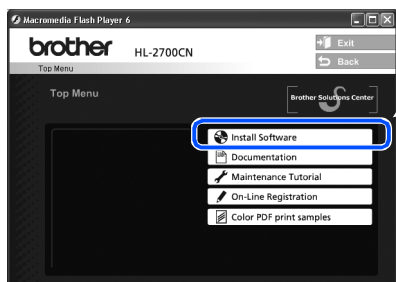 Macromedia Flash Player 6
brother
HL-2700CN
Exit
Back
Top Menu
Top Menu
Brother Solutions Center
Install Software
Documentation
Maintenance Tutorial
On-Line Registration
Color PDF print samples